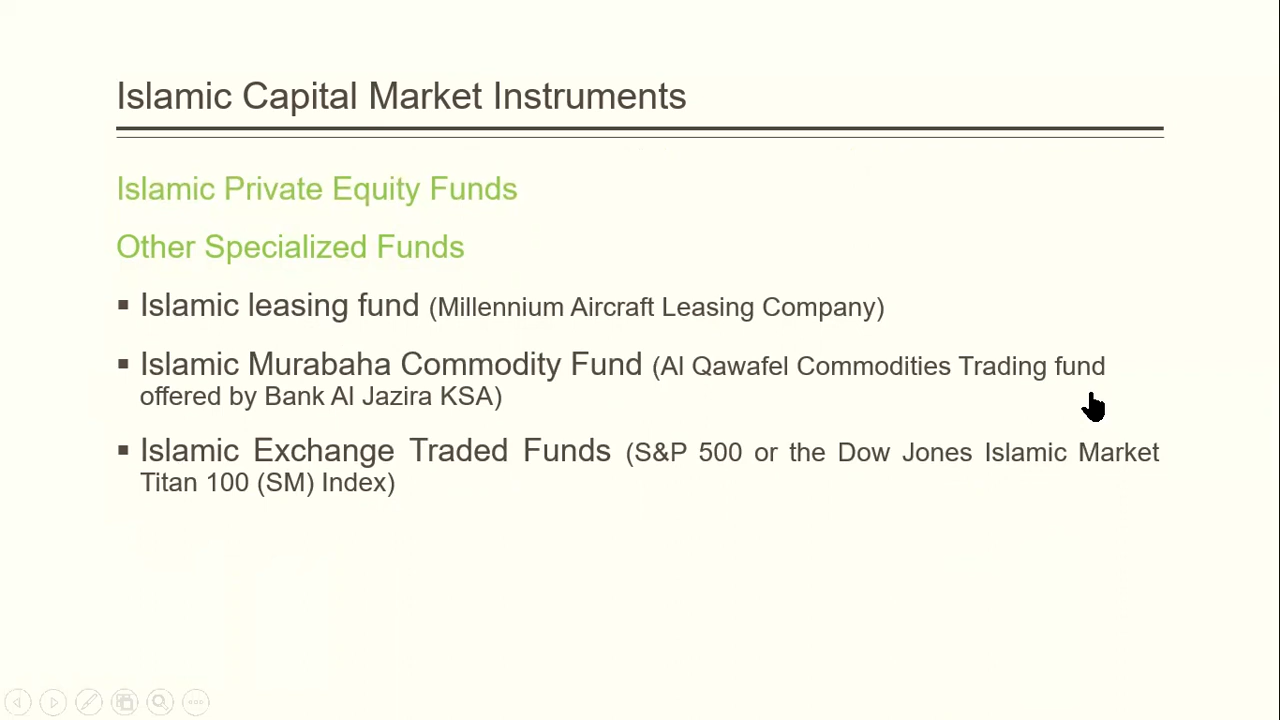 Islamic Capital Market Instruments
Islamic Private Equity Funds
Other Specialized Funds
▪ Islamic leasing fund (Millennium Aircraft Leasing Company)
▪ Islamic Murabaha Commodity Fund (Al Qawafel Commodities Trading fund
offered by Bank Al Jazira KSA)
▪ Islamic Exchange Traded Funds (S&P 500 or the Dow Jones Islamic Market
Titan 100 (SM) Index)